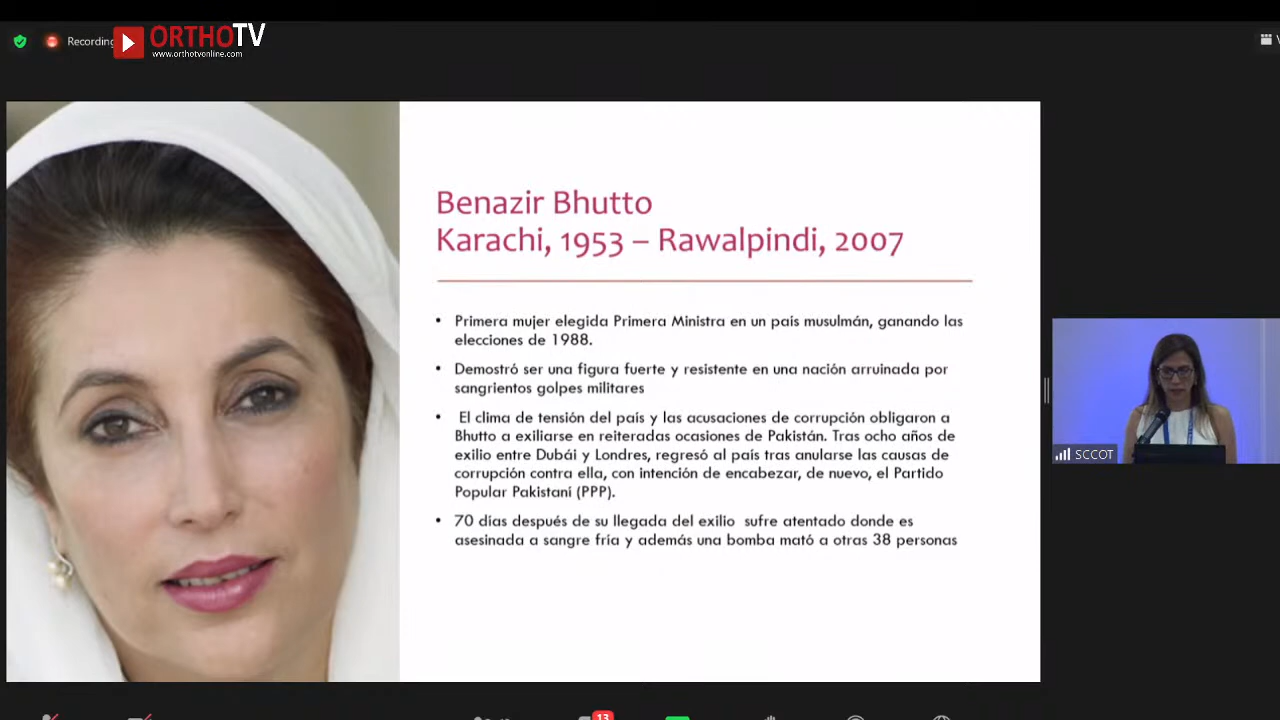 Recording
ORTHOTV
www.orthotvonline.com
Benazir Bhutto
Karachi, 1953 – Rawalpindi, 2007
• Primera mujer elegida Primera Ministra en un país musulmán, ganando las
elecciones de 1988.
• Demostró ser una figura fuerte y resistente en una nación arruinada por
sangrientos golpes militares
• El clima de tensión del país y las acusaciones de corrupción obligaron a
Bhutto a exiliarse en reiteradas ocasiones de Pakistán. Tras ocho años de
exilio entre Dubái y Londres, regresó al país tras anularse las causas de
corrupción contra ella, con intención de encabezar, de nuevo, el Partido
Popular Pakistaní (PPP).
• 70 días después de su llegada del exilio sufre atentado donde es
asesinada a sangre fría y además una bomba mató a otras 38 personas
SCCOT
13